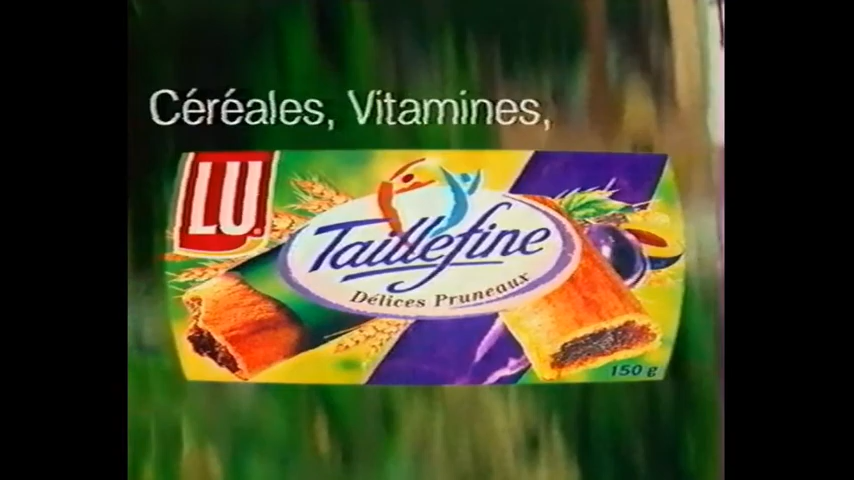 Céréales, Vitamines,
LU
Taillefine
Délices Pruneaux
150 g